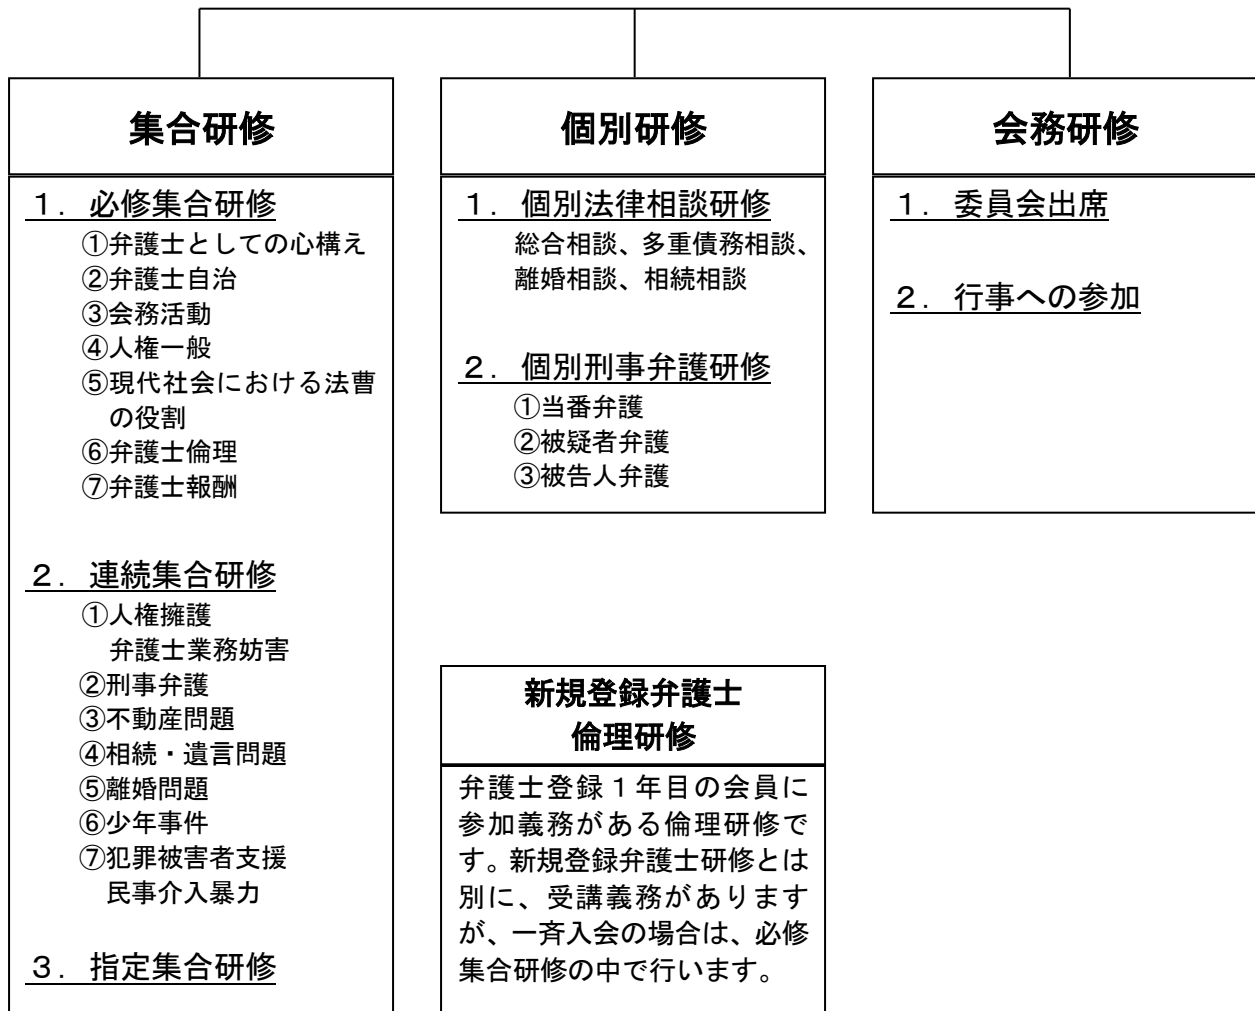 集合研修
１．必修集合研修
①弁護士としての心構え
②弁護士自治
③会務活動
④人権一般
⑤現代社会における法曹
の役割
⑥弁護士倫理
⑦弁護士報酬
２．連続集合研修
①人権擁護
弁護士業務妨害
②刑事弁護
③不動産問題
④相続・遺言問題
⑤離婚問題
⑥少年事件
⑦犯罪被害者支援
民事介入暴力
３．指定集合研修
個別研修
１．個別法律相談研修
総合相談、多重債務相談、
離婚相談、相続相談
２．個別刑事弁護研修
①当番弁護
②被疑者弁護
③被告人弁護
会務研修
１．委員会出席
２．行事への参加
新規登録弁護士
倫理研修
弁護士登録１年目の会員に
参加義務がある倫理研修で
す。新規登録弁護士研修とは
別に、受講義務があります
が、一斉入会の場合は、必修
集合研修の中で行います。